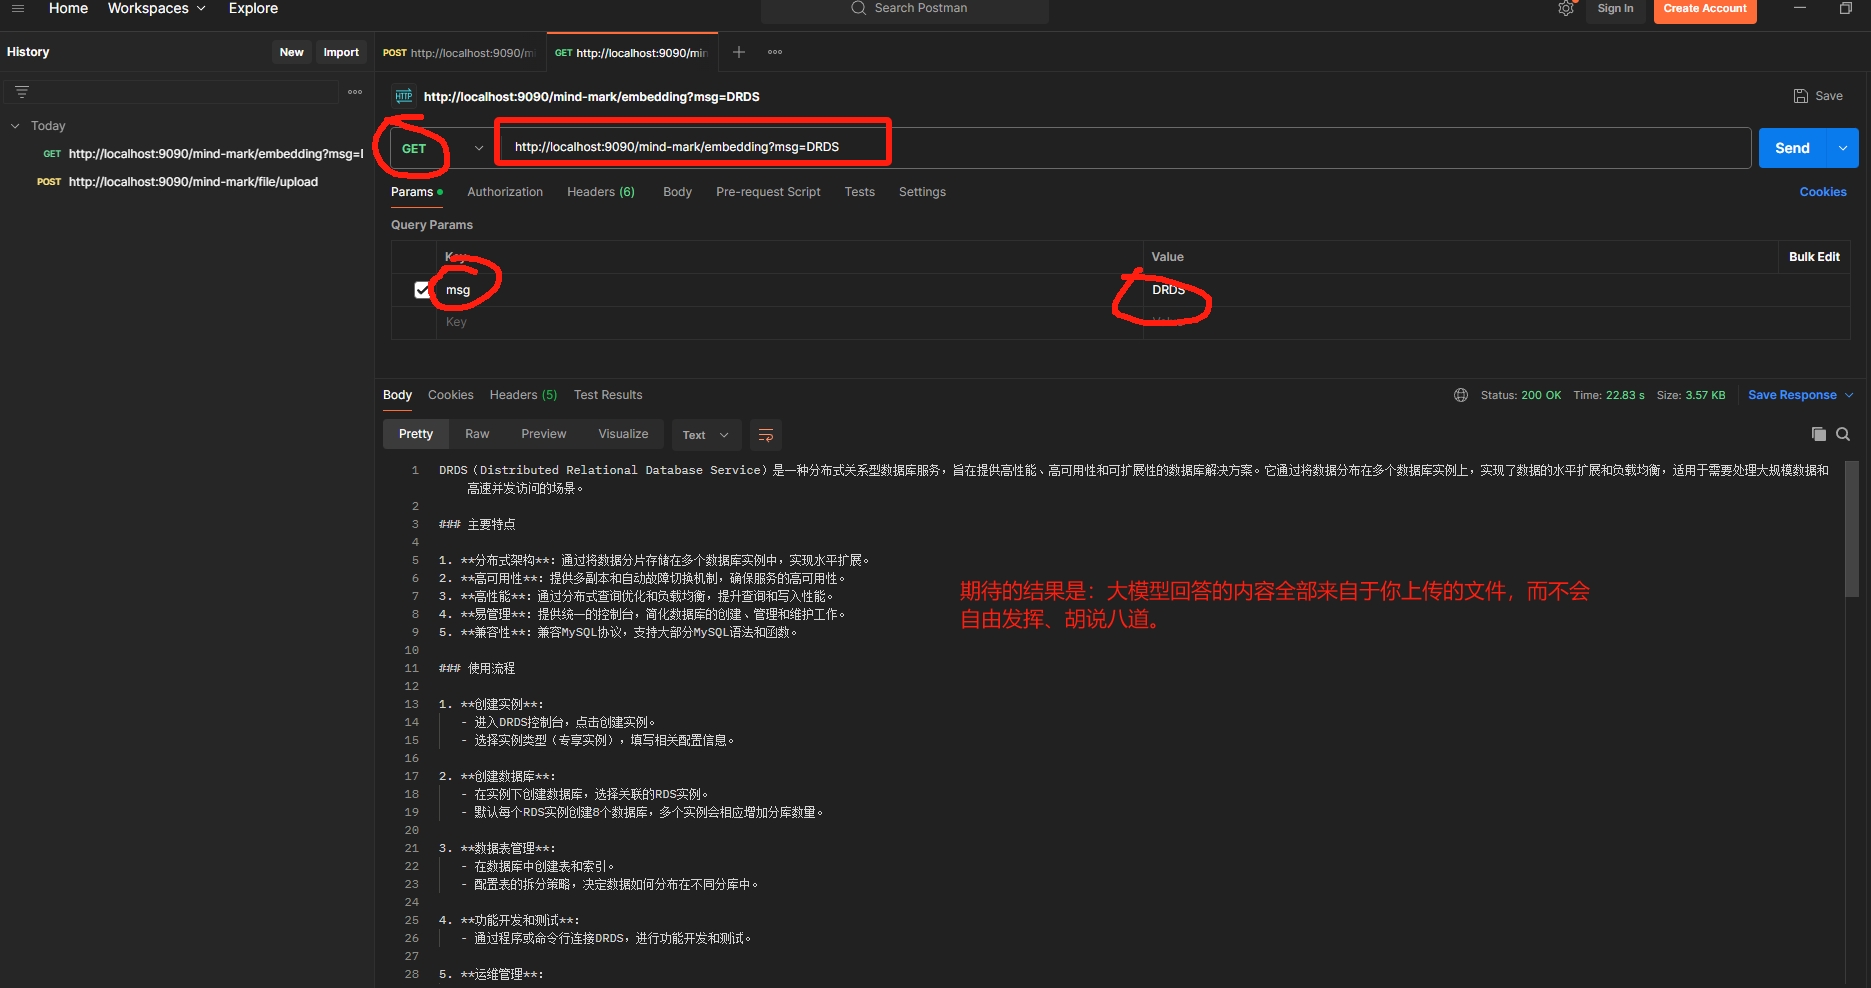 Home Workspaces Explore
Search Postman
Sign In Create Account
History New Import
POST http://localhost:9090/m
GET http://localhost:9090/min
http://localhost:9090/mind-mark/embedding?msg=DRDS
Save
Today
GET http://localhost:9090/mind-mark/embedding?msg=
POST http://localhost:9090/mind-mark/file/upload
GET http://localhost:9090/mind-mark/embedding?msg=DRDS
Send
Params Authorization Headers (6) Body Pre-request Script Tests Settings Cookies
Query Params
Key Value Bulk Edit
msg DRDS
Key Value
Body Cookies Headers (5) Test Results
Status: 200 OK Time: 22.83 s Size: 3.57 KB Save Response
Pretty Raw Preview Visualize Text
1 DRDS（Distributed Relational Database Service）是一种分布式关系型数据库服务，旨在提供高性能、高可用性和可扩展性的数据库解决方案。它通过将数据分布在多个数据库实例上，实现了数据的水平扩展和负载均衡，适用于需要处理大规模数据和
高速并发访问的场景。
2
3 ### 主要特点
4
5 1. **分布式架构**：通过将数据分片存储在多个数据库实例中，实现水平扩展。
6 2. **高可用性**：提供多副本和自动故障切换机制，确保服务的高可用性。
7 3. **高性能**：通过分布式查询优化和负载均衡，提升查询和写入性能。
8 4. **易管理**：提供统一的控制台，简化数据库的创建、管理和维护工作。
9 5. **兼容性**：兼容MySQL协议，支持大部分MySQL语法和函数。
期待的结果是：大模型回答的内容全部来自于你上传的文件，而不会
自由发挥、胡说八道。
10
11 ### 使用流程
12
13 1. **创建实例**：
14 - 进入DRDS控制台，点击创建实例。
15 - 选择实例类型（专享实例），填写相关配置信息。
16
17 2. **创建数据库**：
18 - 在实例下创建数据库，选择关联的RDS实例。
19 - 默认每个RDS实例创建8个数据库，多个实例会相应增加分库数量。
20
21 3. **数据表管理**：
22 - 在数据库中创建表和索引。
23 - 配置表的拆分策略，决定数据如何分布在不同分库中。
24
25 4. **功能开发和测试**：
26 - 通过程序或命令行连接DRDS，进行功能开发和测试。
27
28 5. **运维管理**：